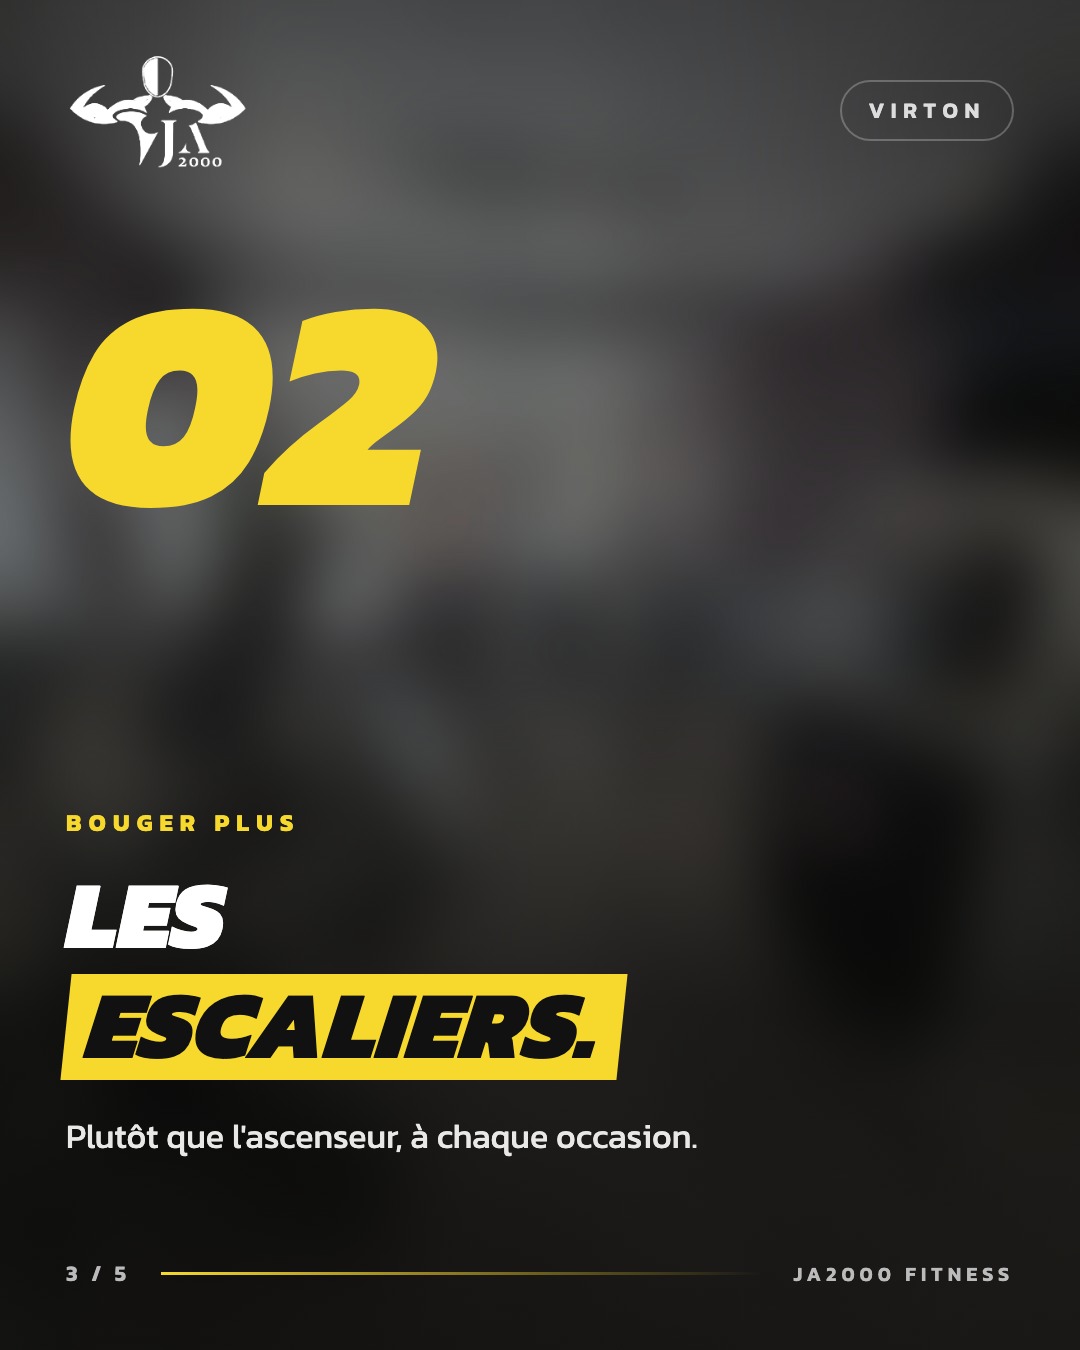 JA
2000
VIRTON
02
BOUGER PLUS
LES
ESCALIERS.
Plutôt que l'ascenseur, à chaque occasion.
3 / 5
JA2000 FITNESS